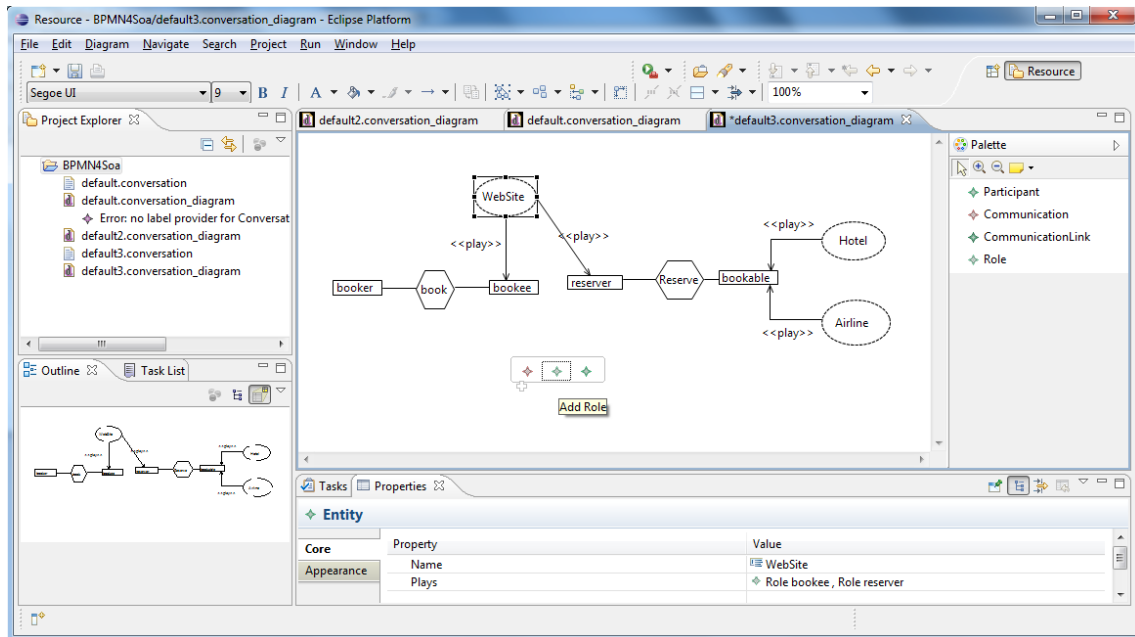 Resource - BPMN4Soa/default3.conversation_diagram - Eclipse Platform
File Edit Diagram Navigate Search Project Run Window Help
Resource
Segoe UI 9 B I A 100%
Project Explorer
BPMN4Soa
default.conversation
default.conversation_diagram
Error: no label provider for Conversat
default2.conversation_diagram
default3.conversation
default3.conversation_diagram
Outline Task List
default2.conversation_diagram default.conversation_diagram *default3.conversation_diagram
WebSite
<<play>> <<play>> <<play>>
Hotel
booker book bookee reserver Reserve bookable
Airline
<<play>>
Add Role
Palette
Participant
Communication
CommunicationLink
Role
Tasks Properties
Entity
Core
Appearance
Property Value
Name WebSite
Plays Role bookee , Role reserver